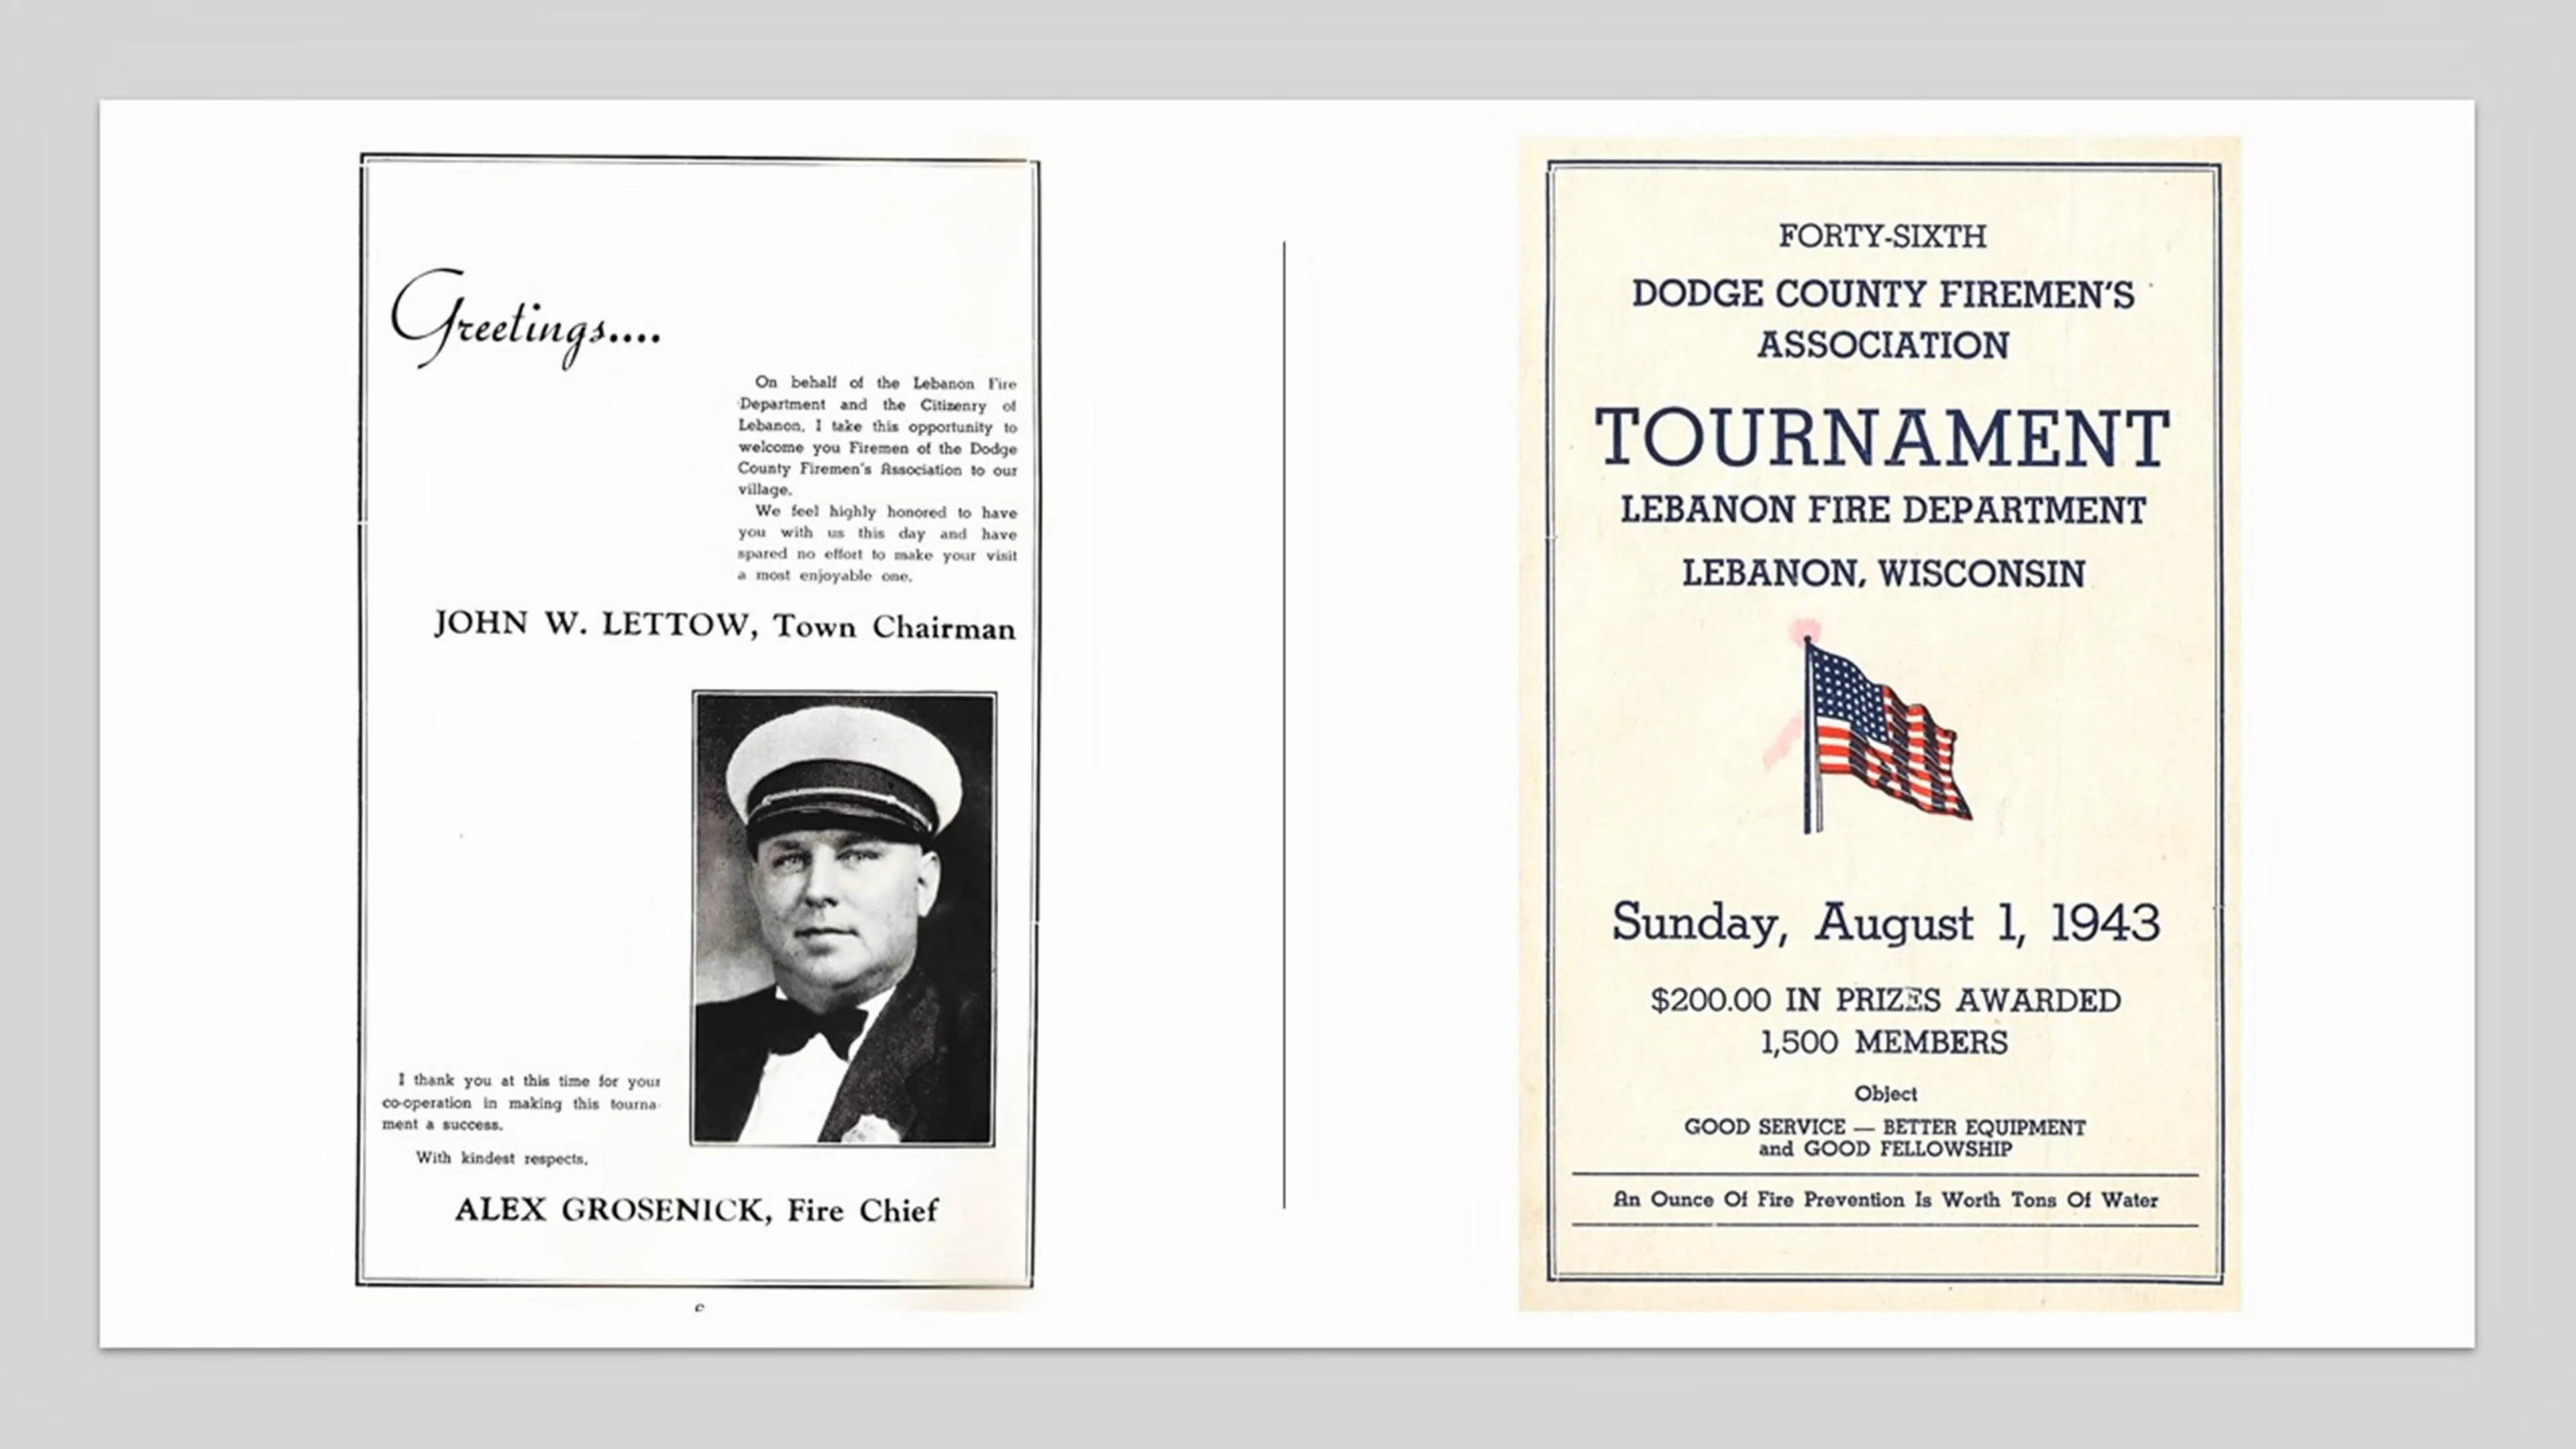 Greetings....
On behalf of the Lebanon Fire
Department and the Citizenry of
Lebanon, I take this opportunity to
welcome you Firemen of the Dodge
County Firemen's Association to our
village.
We feel highly honored to have
you with us this day and have
spared no effort to make your visit
a most enjoyable one.
JOHN W. LETTOW, Town Chairman
I thank you at this time for your
co-operation in making this tourna-
ment a success.
With kindest respects,
ALEX GROSENICK, Fire Chief
FORTY-SIXTH
DODGE COUNTY FIREMEN'S
ASSOCIATION
TOURNAMENT
LEBANON FIRE DEPARTMENT
LEBANON, WISCONSIN
Sunday, August 1, 1943
$200.00 IN PRIZES AWARDED
1,500 MEMBERS
Object
GOOD SERVICE — BETTER EQUIPMENT
and GOOD FELLOWSHIP
An Ounce Of Fire Prevention Is Worth Tons Of Water